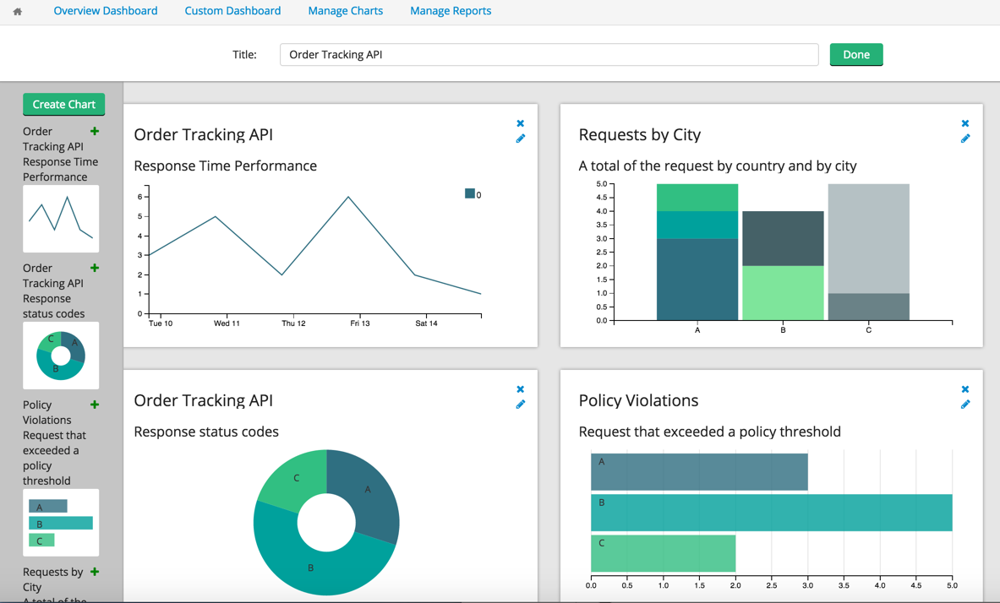 Overview Dashboard Custom Dashboard Manage Charts Manage Reports
Title: Order Tracking API Done
Create Chart
Order
Tracking API
Response Time
Performance
Order
Tracking API
Response
status codes
C A
B
Policy
Violations
Request that
exceeded a
policy
threshold
A
B
C
Requests by
City
A total of the
Order Tracking API
Response Time Performance
0
6
5
4
3
2
1
0
Tue 10 Wed 11 Thu 12 Fri 13 Sat 14
Requests by City
A total of the request by country and by city
5.0
4.5
4.0
3.5
3.0
2.5
2.0
1.5
1.0
0.5
0.0
A B C
Order Tracking API
Response status codes
C
A
B
Policy Violations
Request that exceeded a policy threshold
A
B
C
0.0 0.5 1.0 1.5 2.0 2.5 3.0 3.5 4.0 4.5 5.0